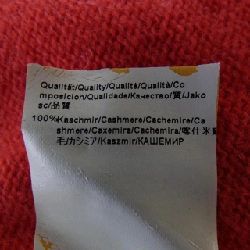 Qualität:/Quality/Qualité/Qualità/Co
mposición/Qualidade/Качество/質/Jako
sc/品質
100%Kaschmir/Cashmere/Cachemire/Ca
shmere/Caxemira/Cachemira/喀什米
毛/カシミア/Kaszmir/КАШЕМИР